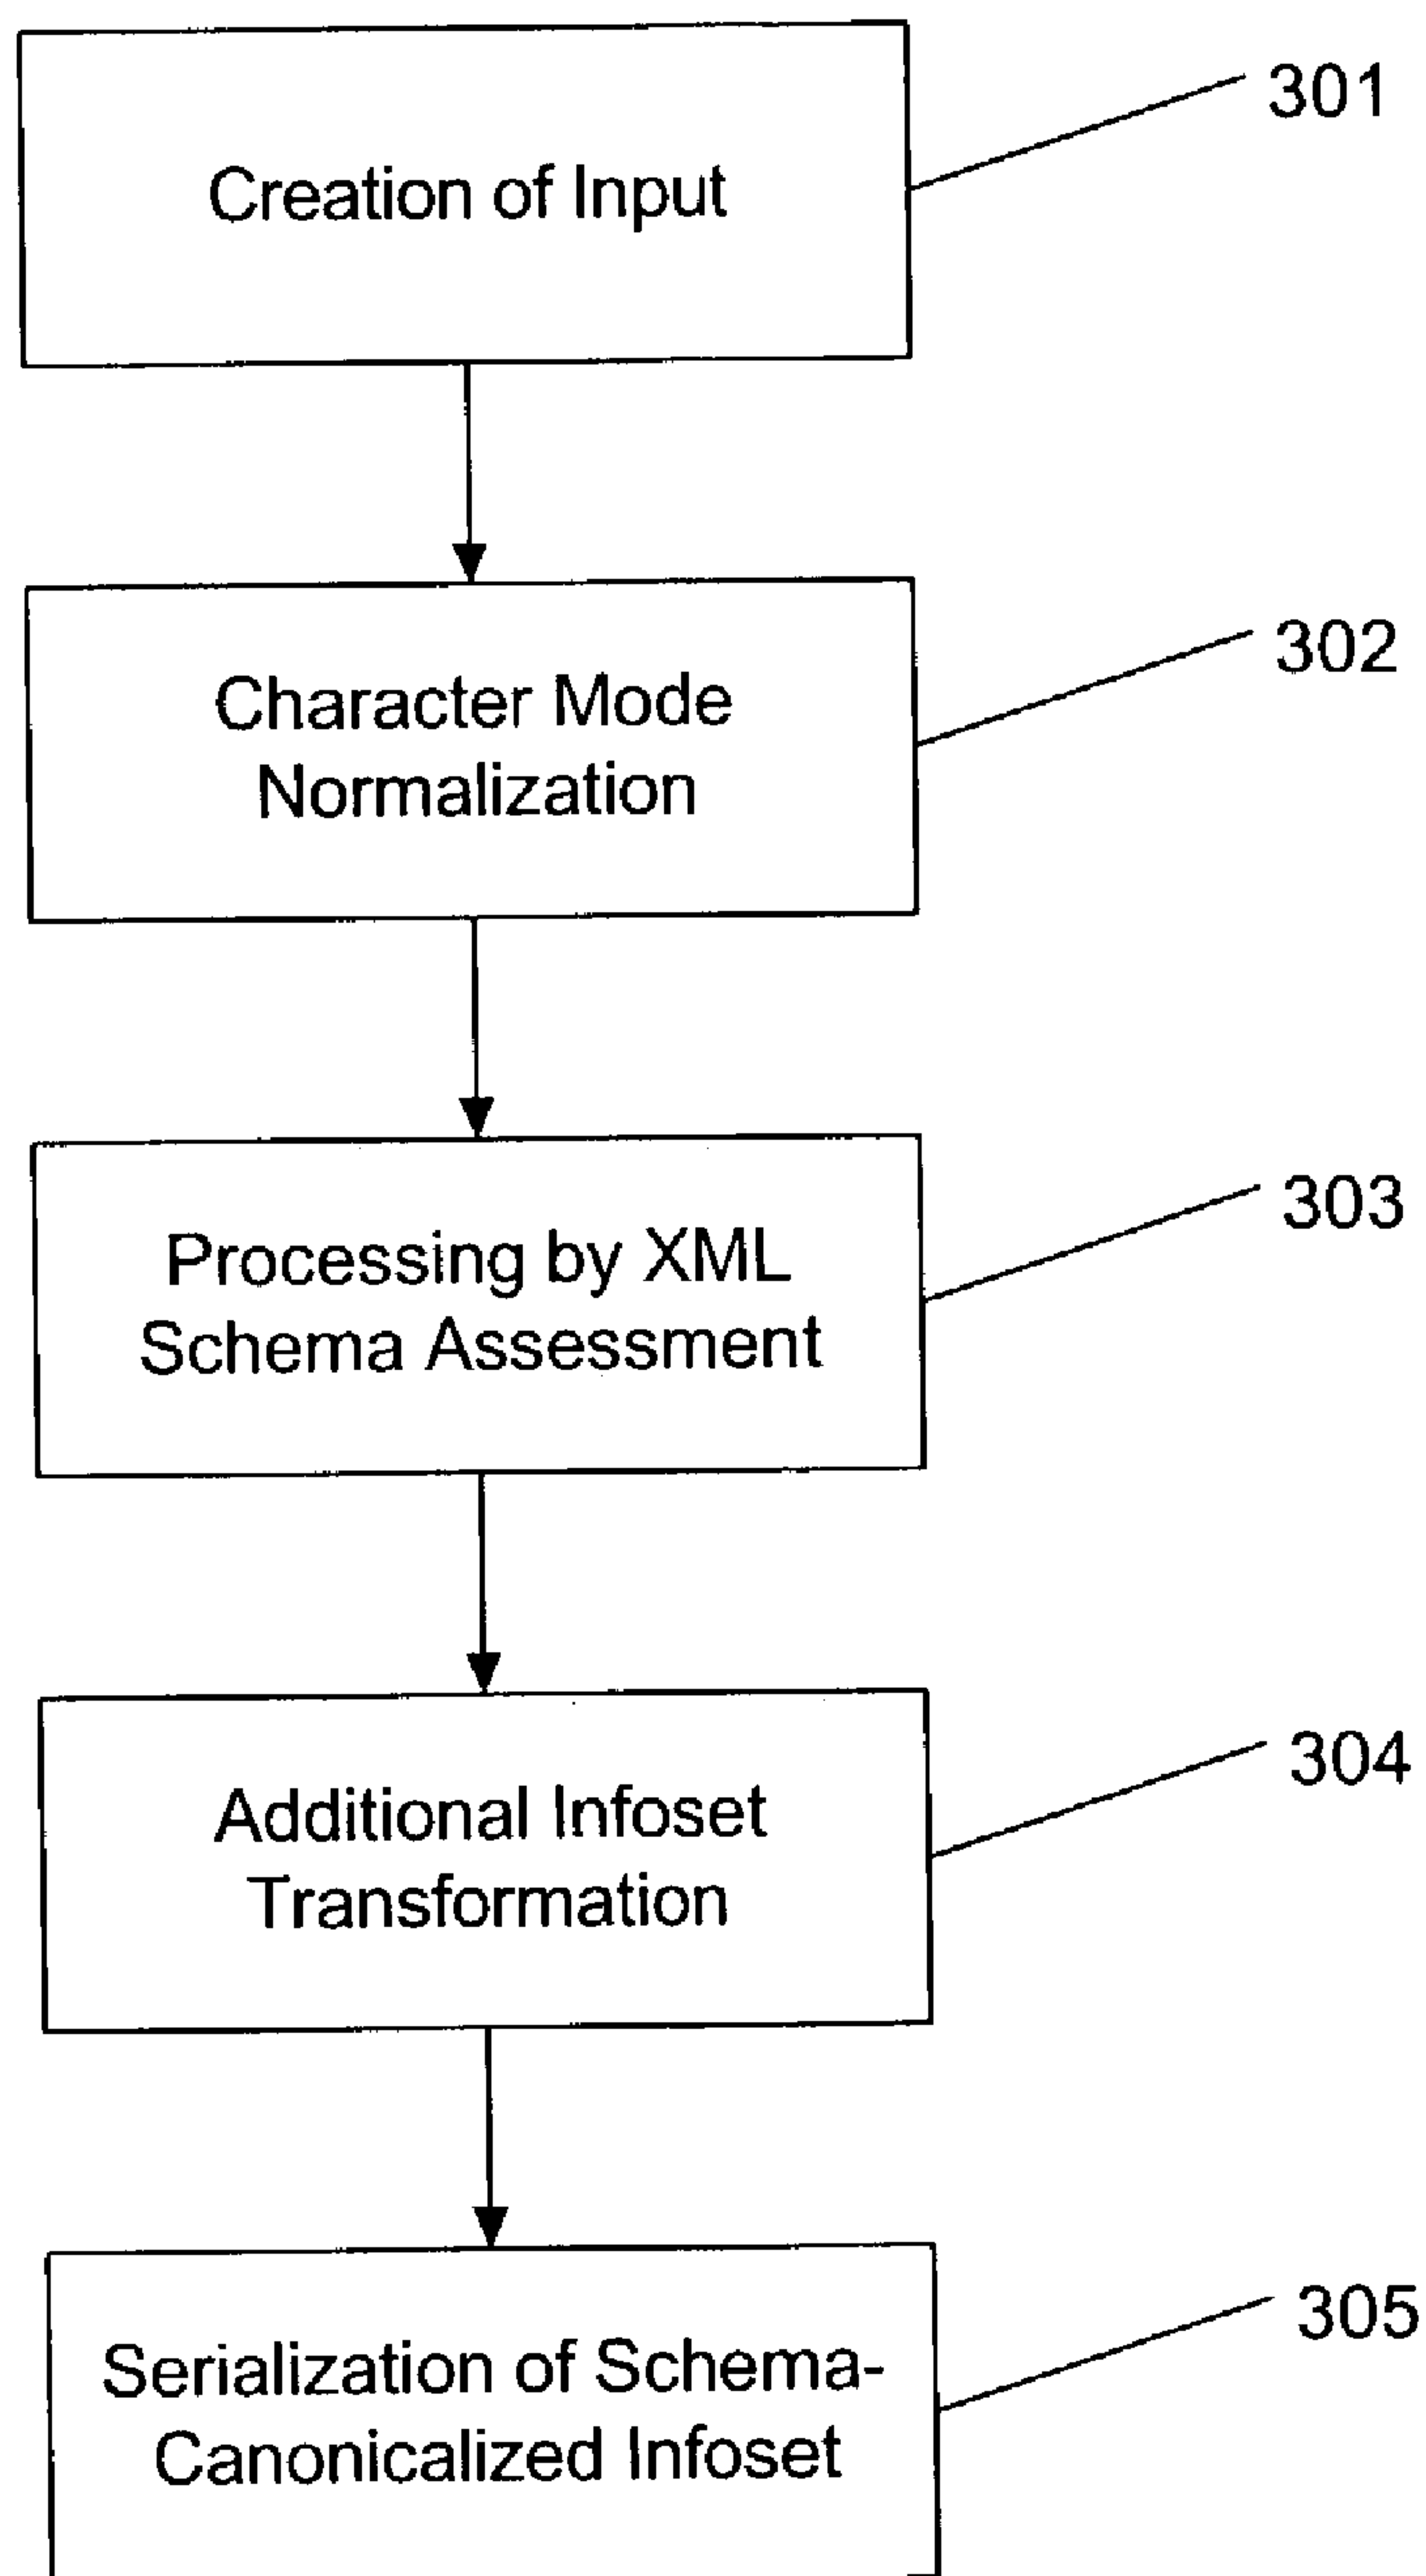 Creation of Input
301
Character Mode
Normalization
302
Processing by XML
Schema Assessment
303
Additional Infoset
Transformation
304
Serialization of Schema-
Canonicalized Infoset
305